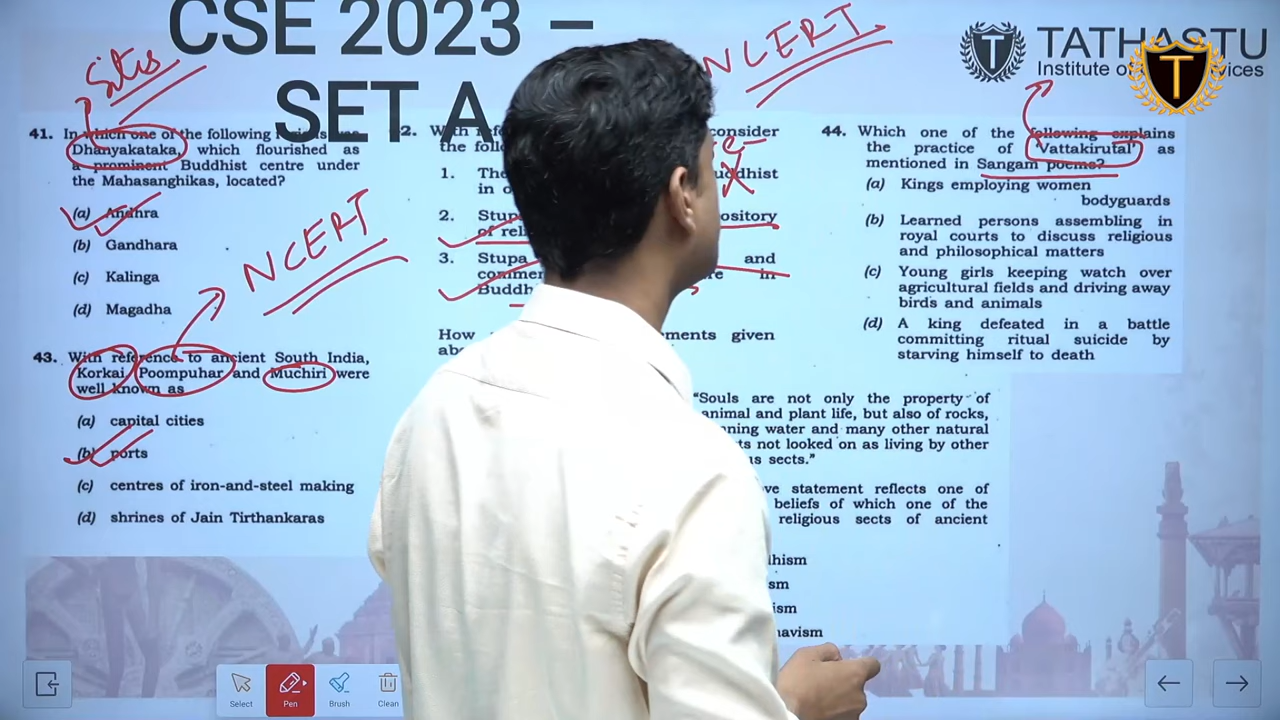 CSE 2023 –
SET A
Sites
NCERT
TATHASTU
Institute of
vices
T
T
41. In which one of the following regions was
Dhanyakataka, which flourished as
a prominent Buddhist centre under
the Mahasanghikas, located?
(a) Andhra
(b) Gandhara
(c) Kalinga
(d) Magadha
NCERT
43. With reference to ancient South India,
Korkai, Poompuhar and Muchiri were
well known as
(a) capital cities
(b) ports
(c) centres of iron-and-steel making
(d) shrines of Jain Tirthankaras
2. With consider
the
1. The
in
2. Stupa
of
3. Stupa and
in
How given
"Souls are not only the property of
animal and plant life, but also of rocks,
water and many other natural
not looked on as living by other
sects."
statement reflects one of
beliefs of which one of the
religious sects of ancient
44. Which one of the following explains
the practice of 'Vattakirutal' as
mentioned in Sangam poems?
(a) Kings employing women
bodyguards
(b) Learned persons assembling in
royal courts to discuss religious
and philosophical matters
(c) Young girls keeping watch over
agricultural fields and driving away
birds and animals
(d) A king defeated in a battle
committing ritual suicide by
starving himself to death
Select
Pen
Brush
Clean